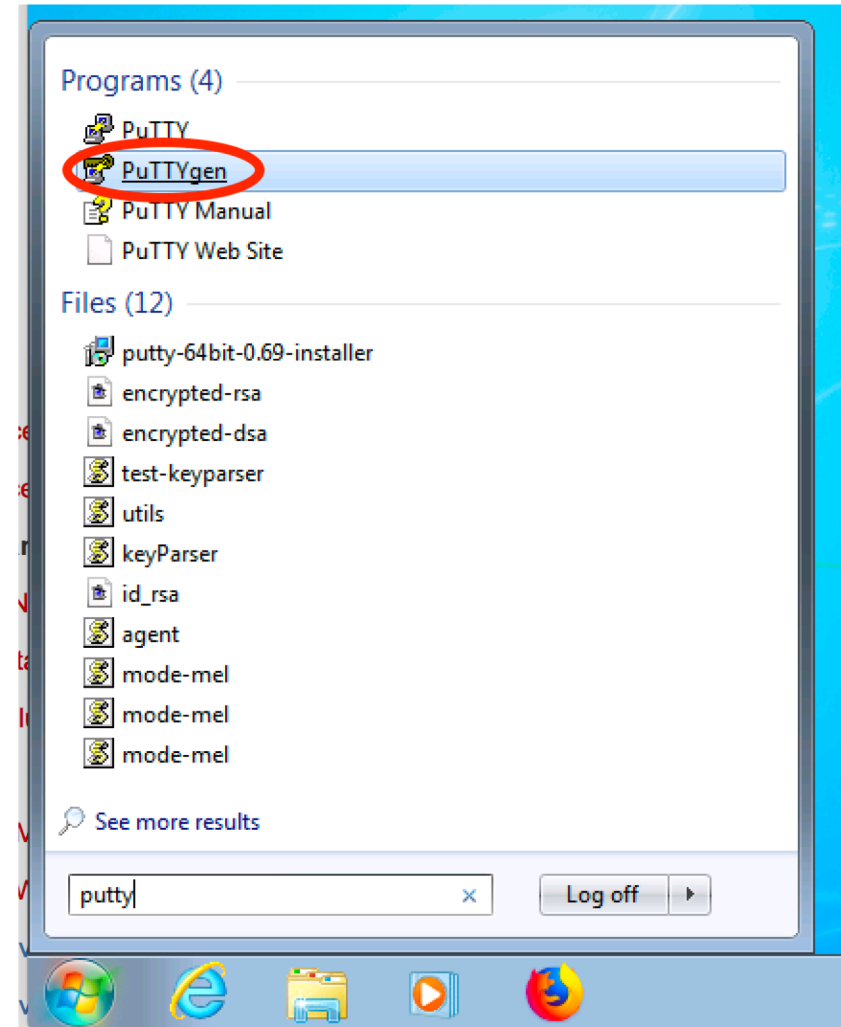 Programs (4)
PuTTY
PuTTYgen
PuTTY Manual
PuTTY Web Site
Files (12)
putty-64bit-0.69-installer
encrypted-rsa
encrypted-dsa
test-keyparser
utils
keyParser
id_rsa
agent
mode-mel
mode-mel
mode-mel
See more results
putty
Log off